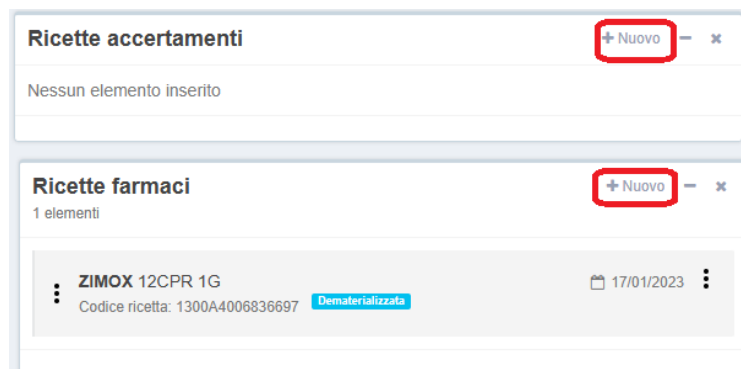 Ricette accertamenti
+ Nuovo
Nessun elemento inserito
Ricette farmaci
+ Nuovo
1 elementi
ZIMOX 12CPR 1G
17/01/2023
Codice ricetta: 1300A4006836697 Dematerializzata